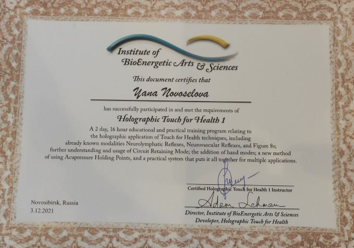 Institute of
BioEnergetic Arts & Sciences
This document certifies that
Yana Novoselova
has successfully participated in and met the requirements of
Holographic Touch for Health 1
A 2 day, 16 hour educational and practical training program relating to
the holographic application of Touch for Health techniques, including
already known modalities Neurolymphatic Reflexes, Neurovascular Reflexes, and Figure 8s;
further understanding and usage of Circuit Retaining Mode; the addition of hand modes; a new method
of using Acupressure Holding Points, and a practical system that puts it all together for multiple applications.
Certified Holographic Touch for Health 1 Instructor
Novosibirsk, Russia
3.12.2021
Adam Lehman
Director, Institute of BioEnergetic Arts & Sciences
Developer, Holographic Touch for Health